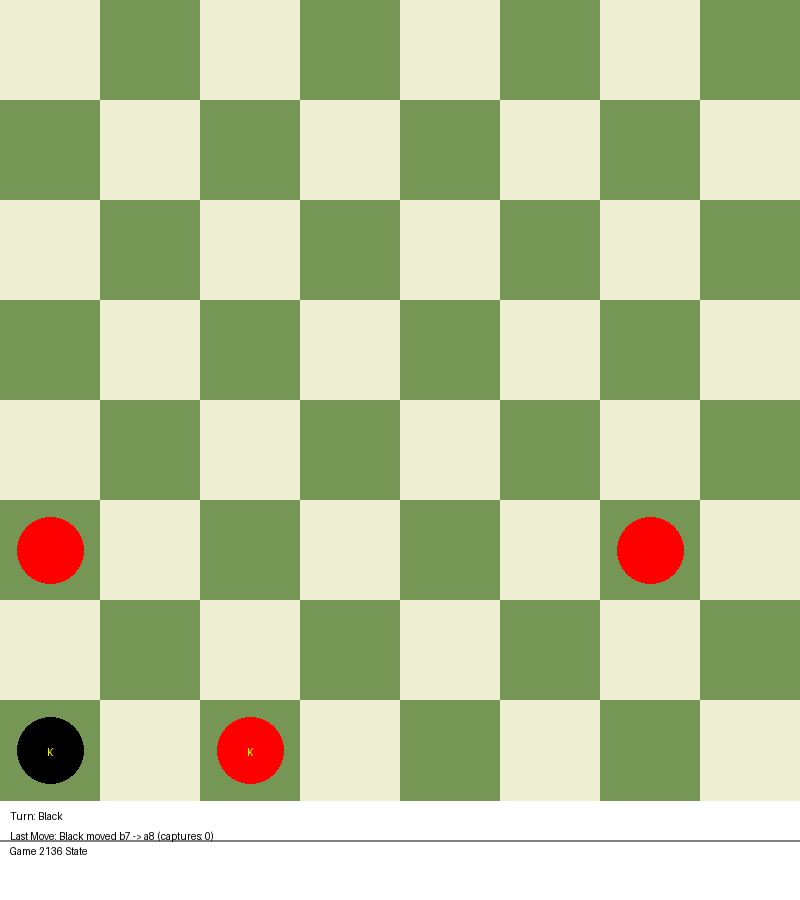 K
K
Turn: Black
Last Move: Black moved b7 -> a8 (captures: 0)
Game 2136 State